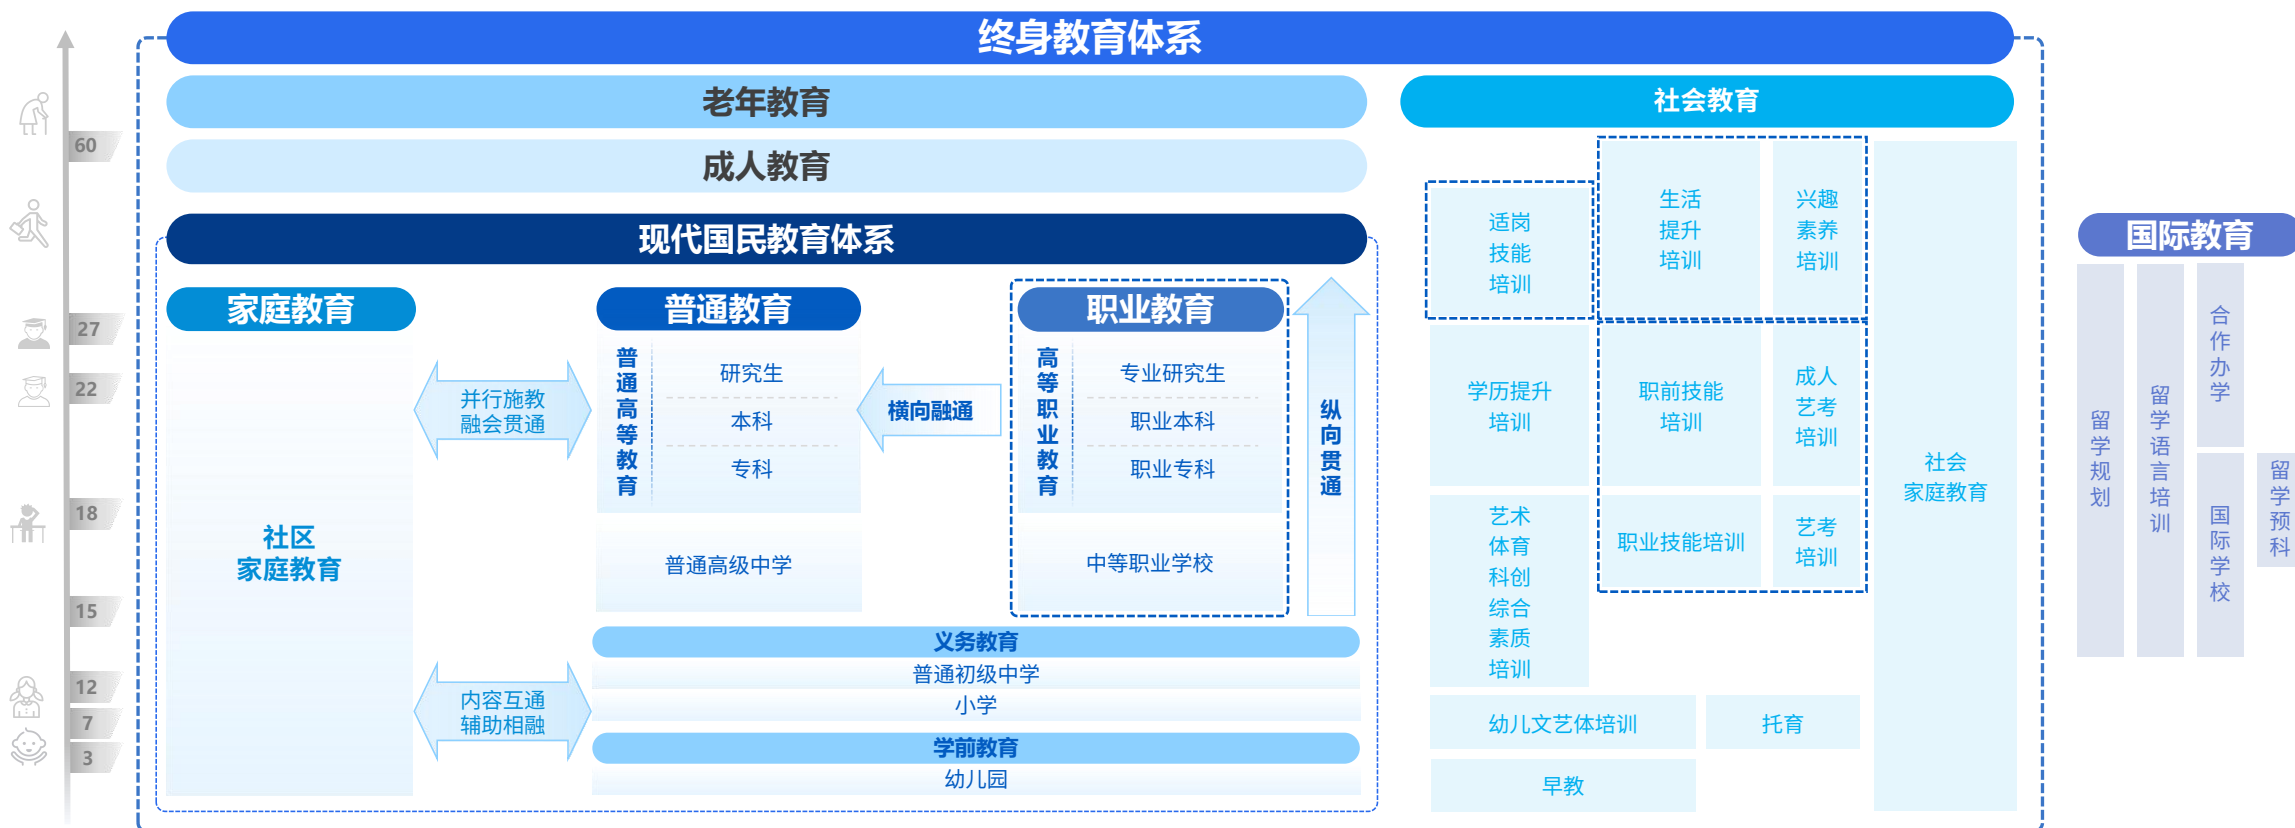 终身教育体系
老年教育
成人教育
现代国民教育体系
60
27
22
18
15
12
7
3
家庭教育
社区
家庭教育
并行施教
融会贯通
内容互通
辅助相融
普通教育
普通高等教育
研究生
本科
专科
普通高级中学
横向融通
职业教育
高等职业教育
专业研究生
职业本科
职业专科
中等职业学校
纵向贯通
义务教育
普通初级中学
小学
学前教育
幼儿园
社会教育
适岗
技能
培训
生活
提升
培训
兴趣
素养
培训
学历提升
培训
职前技能
培训
成人
艺考
培训
艺术
体育
科创
综合
素质
培训
职业技能培训
艺考
培训
幼儿文艺体培训
托育
早教
社会
家庭教育
国际教育
留学规划
留学语言培训
合作办学
国际学校
留学预科